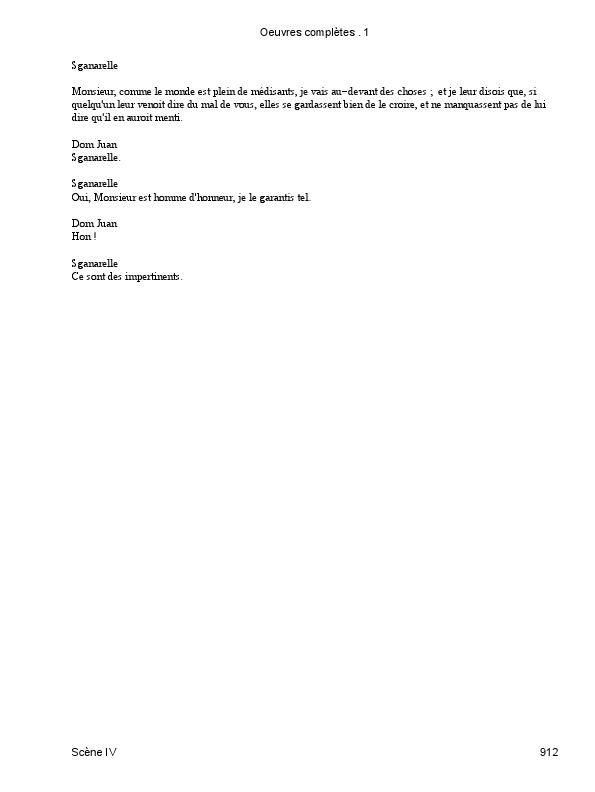 Oeuvres complètes . 1
Sganarelle
Monsieur, comme le monde est plein de médisants, je vais au-devant des choses ; et je leur disois que, si
quelqu'un leur venoit dire du mal de vous, elles se gardassent bien de le croire, et ne manquassent pas de lui
dire qu'il en auroit menti.
Dom Juan
Sganarelle.
Sganarelle
Oui, Monsieur est homme d'honneur, je le garantis tel.
Dom Juan
Hon !
Sganarelle
Ce sont des impertinents.
Scène IV
912